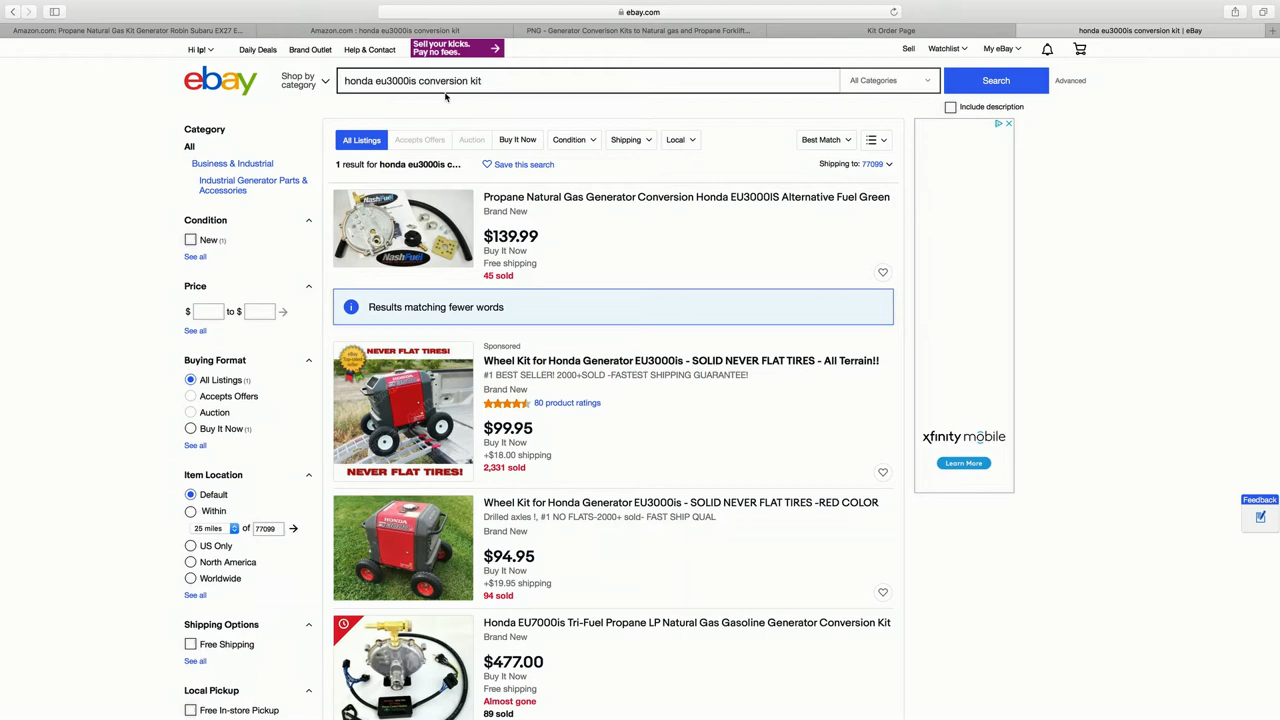 ebay.com
Amazon.com: Propane Natural Gas Kit Generator Robin Subaru EX27 E...
Amazon.com : honda eu3000is conversion kit
PNG - Generator Converison Kits to Natural gas and Propane Forklift...
Kit Order Page
honda eu3000is conversion kit | eBay
Hi lp!
Daily Deals
Brand Outlet
Help & Contact
Sell your kicks.
Pay no fees.
Sell
Watchlist
My eBay
ebay
Shop by
category
honda eu3000is conversion kit
All Categories
Search
Advanced
Include description
Category
All
Business & Industrial
Industrial Generator Parts &
Accessories
Condition
New (1)
See all
Price
$ to $
See all
Buying Format
All Listings (1)
Accepts Offers
Auction
Buy It Now (1)
See all
Item Location
Default
Within
25 miles of 77099
US Only
North America
Worldwide
See all
Shipping Options
Free Shipping
See all
Local Pickup
Free In-store Pickup
All Listings
Accepts Offers
Auction
Buy It Now
Condition
Shipping
Local
Best Match
1 result for honda eu3000is c...
Save this search
Shipping to: 77099
NashFuel
NashFuel
Propane Natural Gas Generator Conversion Honda EU3000IS Alternative Fuel Green
Brand New
$139.99
Buy It Now
Free shipping
45 sold
Results matching fewer words
NEVER FLAT TIRES!
NEVER FLAT TIRES!
Sponsored
Wheel Kit for Honda Generator EU3000is - SOLID NEVER FLAT TIRES - All Terrain!!
#1 BEST SELLER! 2000+SOLD -FASTEST SHIPPING GUARANTEE!
Brand New
80 product ratings
$99.95
Buy It Now
+$18.00 shipping
2,331 sold
Wheel Kit for Honda Generator EU3000is - SOLID NEVER FLAT TIRES -RED COLOR
Drilled axles !, #1 NO FLATS-2000+ sold- FAST SHIP QUAL
Brand New
$94.95
Buy It Now
+$19.95 shipping
94 sold
Honda EU7000is Tri-Fuel Propane LP Natural Gas Gasoline Generator Conversion Kit
Brand New
$477.00
Buy It Now
Free shipping
Almost gone
89 sold
xfinity mobile
Learn More
Feedback